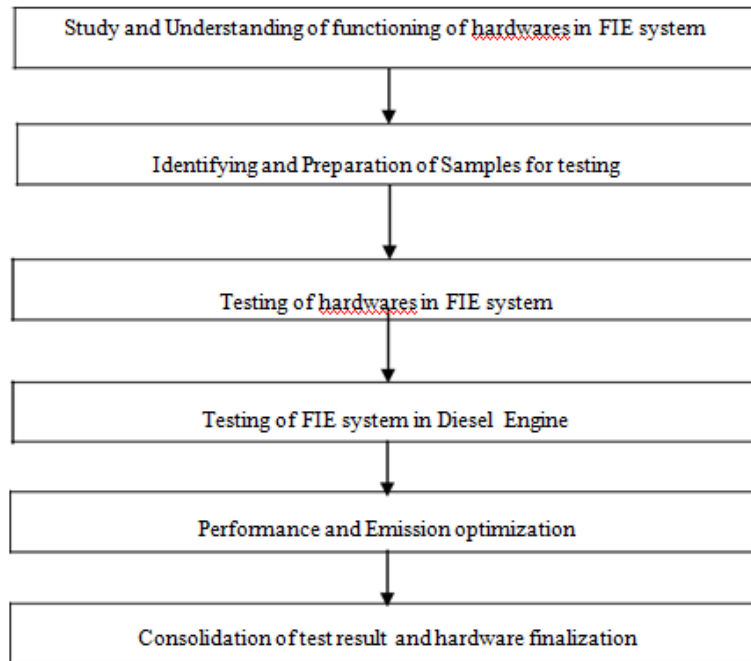 Study and Understanding of functioning of hardwares in FIE system
Identifying and Preparation of Samples for testing
Testing of hardwares in FIE system
Testing of FIE system in Diesel Engine
Performance and Emission optimization
Consolidation of test result and hardware finalization